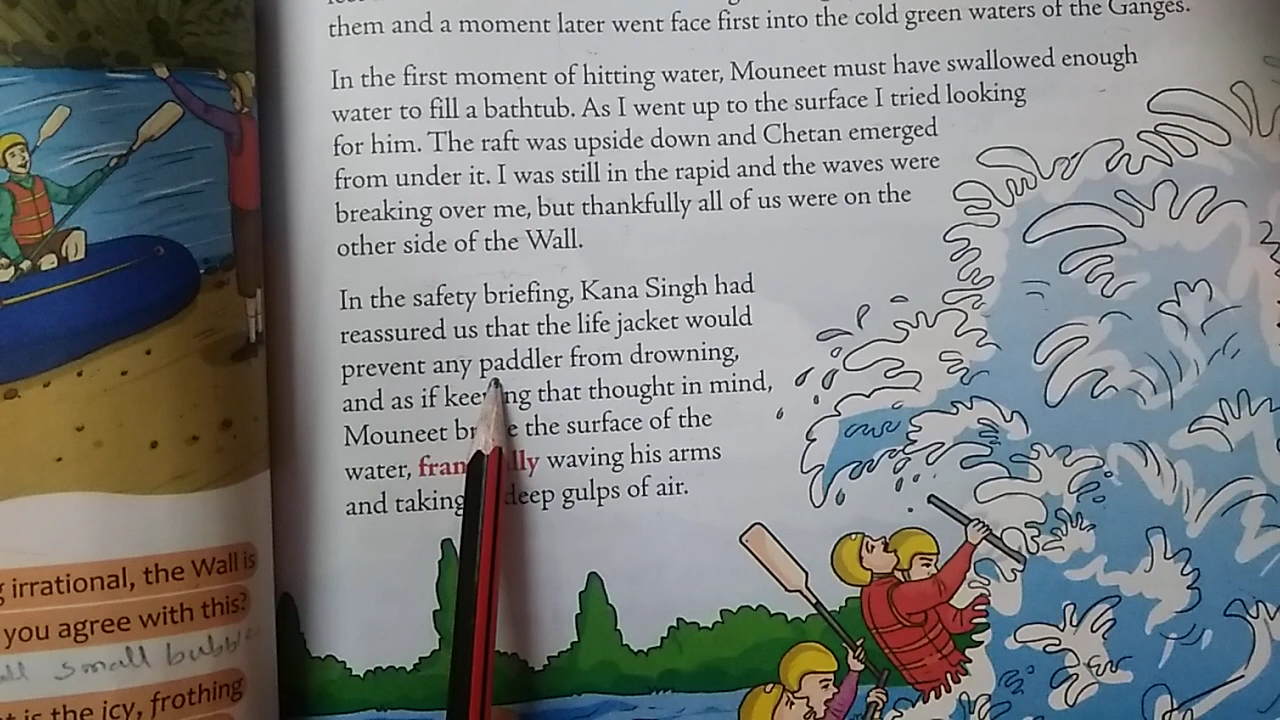 them and a moment later went face first into the cold green waters of the Ganges.
In the first moment of hitting water, Mouneet must have swallowed enough
water to fill a bathtub. As I went up to the surface I tried looking
for him. The raft was upside down and Chetan emerged
from under it. I was still in the rapid and the waves were
breaking over me, but thankfully all of us were on the
other side of the Wall.
In the safety briefing, Kana Singh had
reassured us that the life jacket would
prevent any paddler from drowning,
and as if that thought in mind,
Mouneet the surface of the
water, waving his arms
and taking deep gulps of air.
irrational, the Wall is
you agree with this?
small
the icy, frothing